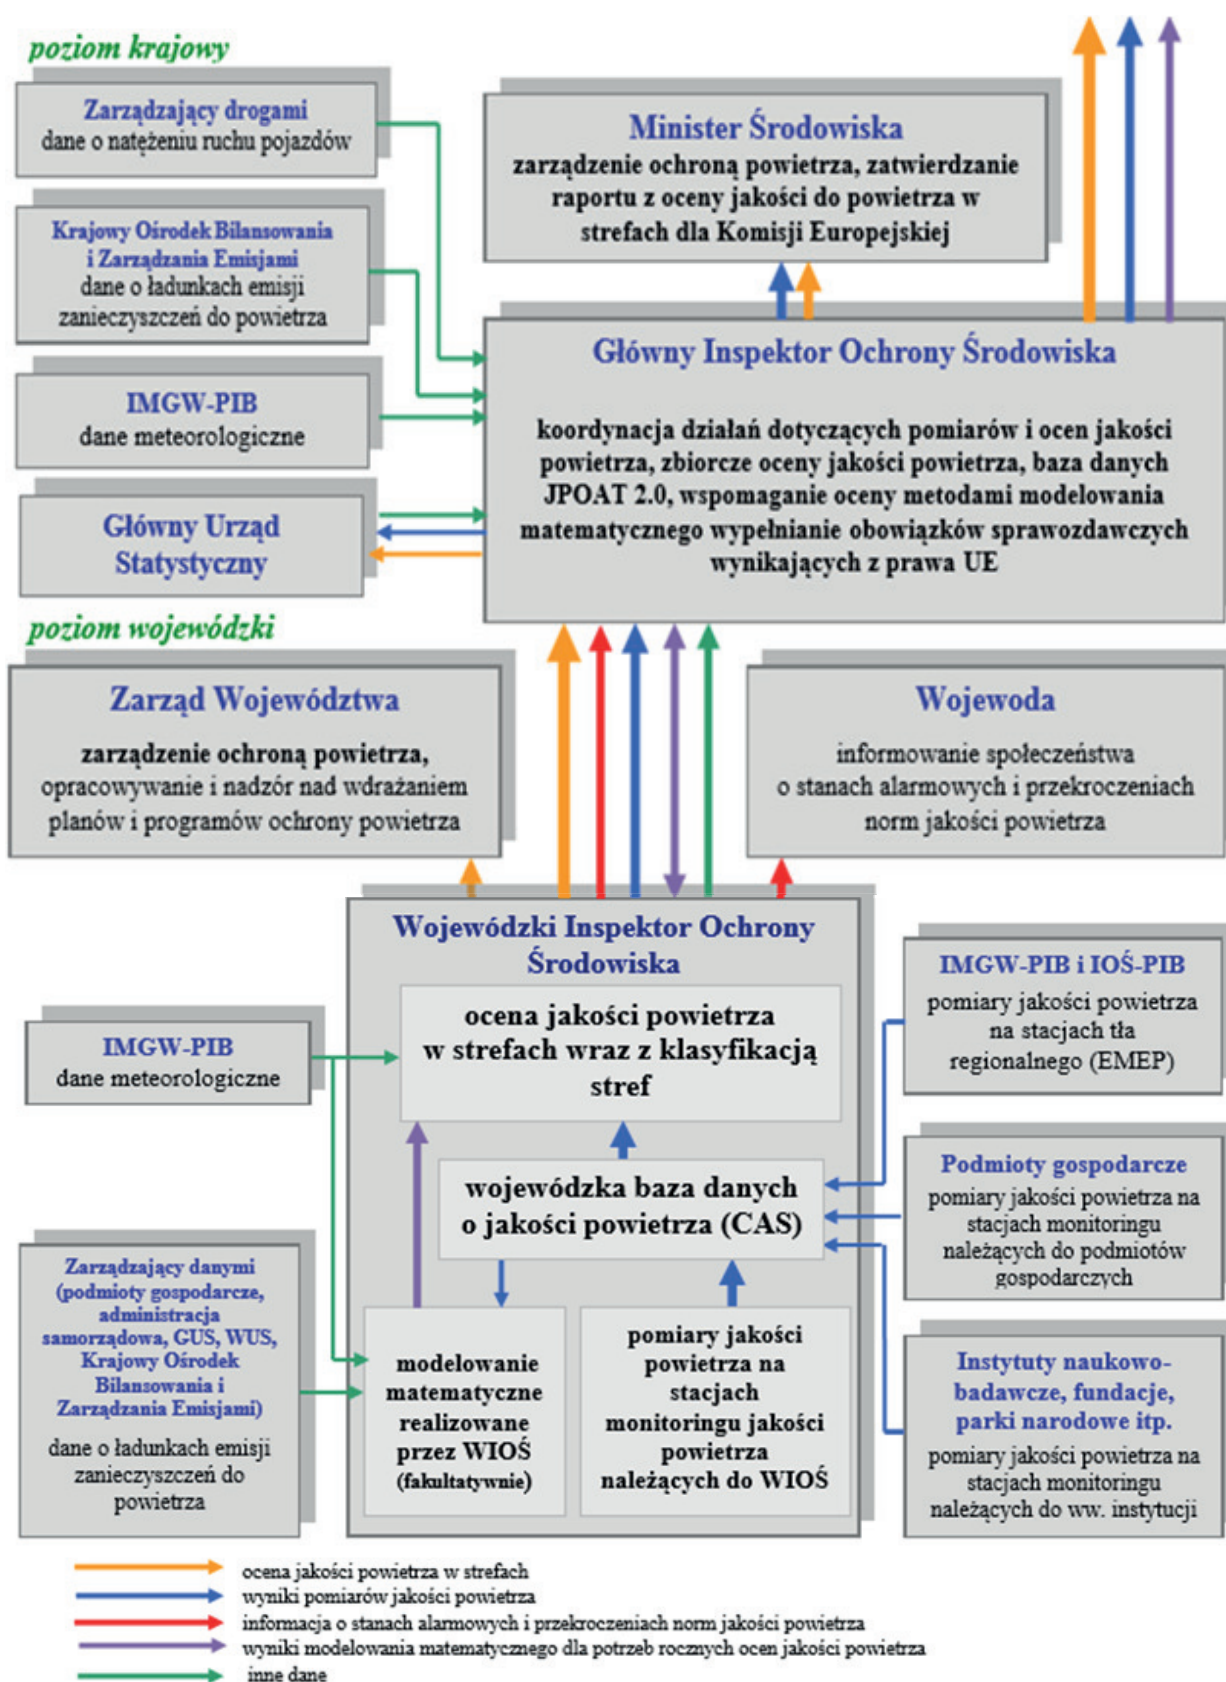 poziom krajowy
Zarządzający drogami
dane o natężeniu ruchu pojazdów
Krajowy Ośrodek Bilansowania
i Zarządzania Emisjami
dane o ładunkach emisji
zanieczyszczeń do powietrza
IMGW-PIB
dane meteorologiczne
Główny Urząd
Statystyczny
Minister Środowiska
zarządzenie ochroną powietrza, zatwierdzanie
raportu z oceny jakości do powietrza w
strefach dla Komisji Europejskiej
Główny Inspektor Ochrony Środowiska
koordynacja działań dotyczących pomiarów i ocen jakości
powietrza, zbiorcze oceny jakości powietrza, baza danych
JPOAT 2.0, wspomaganie oceny metodami modelowania
matematycznego wypełnianie obowiązków sprawozdawczych
wynikających z prawa UE
poziom wojewódzki
Zarząd Województwa
zarządzenie ochroną powietrza,
opracowywanie i nadzór nad wdrażaniem
planów i programów ochrony powietrza
Wojewoda
informowanie społeczeństwa
o stanach alarmowych i przekroczeniach
norm jakości powietrza
Wojewódzki Inspektor Ochrony
Środowiska
ocena jakości powietrza
w strefach wraz z klasyfikacją
stref
wojewódzka baza danych
o jakości powietrza (CAS)
modelowanie
matematyczne
realizowane
przez WIOŚ
(fakultatywnie)
pomiary jakości
powietrza na
stacjach
monitoringu jakości
powietrza
należących do WIOŚ
IMGW-PIB
dane meteorologiczne
Zarządzający danymi
(podmioty gospodarcze,
administracja
samorządowa, GUS, WUS,
Krajowy Ośrodek
Bilansowania i
Zarządzania Emisjami)
dane o ładunkach emisji
zanieczyszczeń do
powietrza
IMGW-PIB i IOŚ-PIB
pomiary jakości powietrza
na stacjach tła
regionalnego (EMEP)
Podmioty gospodarcze
pomiary jakości powietrza na
stacjach monitoringu
należących do podmiotów
gospodarczych
Instytuty naukowo-
badawcze, fundacje,
parki narodowe itp.
pomiary jakości powietrza na
stacjach monitoringu
należących do ww. instytucji
ocena jakości powietrza w strefach
wyniki pomiarów jakości powietrza
informacja o stanach alarmowych i przekroczeniach norm jakości powietrza
wyniki modelowania matematycznego dla potrzeb rocznych ocen jakości powietrza
inne dane